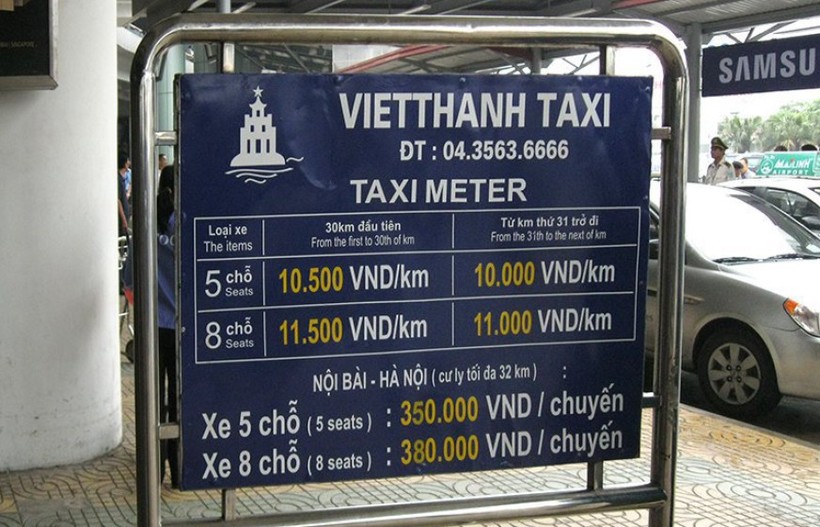 VIETTHANH TAXI
ĐT : 04.3563.6666
TAXI METER
Loại xe
The items
30km đầu tiên
From the first to 30th of km
Từ km thứ 31 trở đi
From the 31th to the next of km
5 chỗ
Seats
10.500 VND/km
10.000 VND/km
8 chỗ
Seats
11.500 VND/km
11.000 VND/km
NỘI BÀI - HÀ NỘI ( cư ly tối đa 32 km ) :
Xe 5 chỗ ( 5 seats ) : 350.000 VND / chuyến
Xe 8 chỗ ( 8 seats ) : 380.000 VND / chuyến
SAMSU
MAILINH
AIRPORT